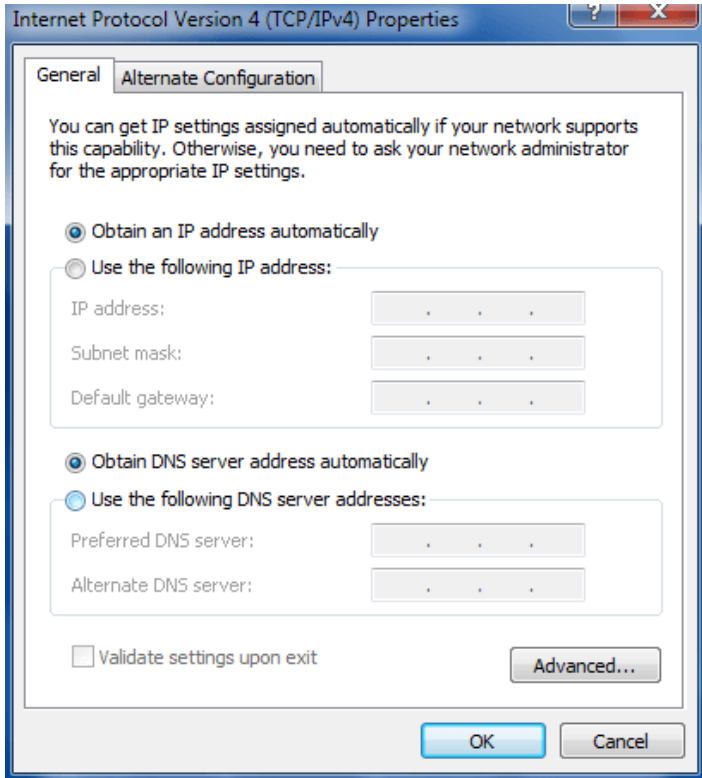 Internet Protocol Version 4 (TCP/IPv4) Properties
General
Alternate Configuration
You can get IP settings assigned automatically if your network supports
this capability. Otherwise, you need to ask your network administrator
for the appropriate IP settings.
Obtain an IP address automatically
Use the following IP address:
IP address:
Subnet mask:
Default gateway:
Obtain DNS server address automatically
Use the following DNS server addresses:
Preferred DNS server:
Alternate DNS server:
Validate settings upon exit
Advanced...
OK
Cancel